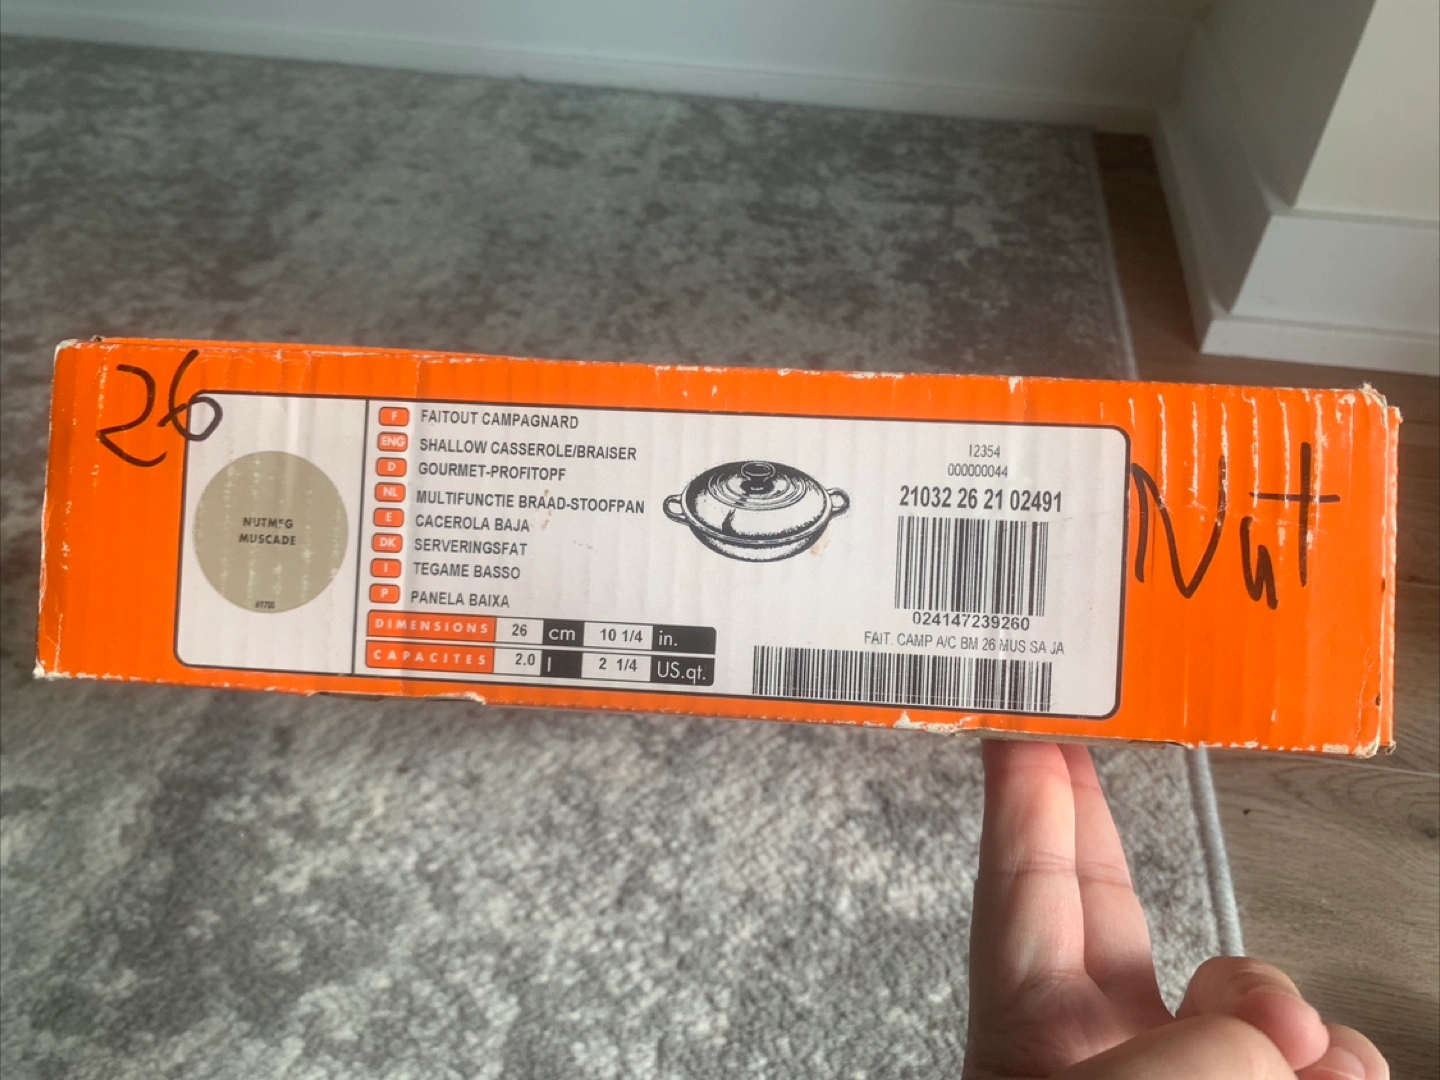 26
NUTMEG
MUSCADE
F FAITOUT CAMPAGNARD
ENG SHALLOW CASSEROLE/BRAISER
D GOURMET-PROFITOPF
NL MULTIFUNCTIE BRAAD-STOOFPAN
E CACEROLA BAJA
DK SERVERINGSFAT
I TEGAME BASSO
P PANELA BAIXA
DIMENSIONS 26 cm 10 1/4 in.
CAPACITES 2.0 l 2 1/4 US.qt.
12354
000000044
21032 26 21 02491
024147239260
FAIT. CAMP A/C BM 26 MUS SA JA
Nut